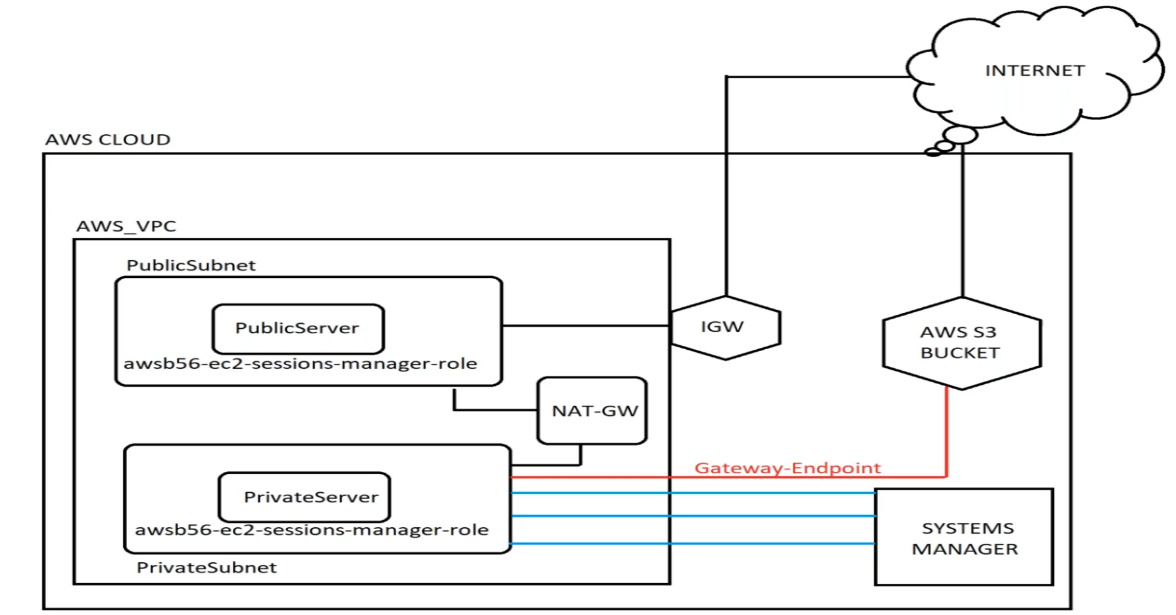 INTERNET
AWS CLOUD
AWS_VPC
PublicSubnet
PublicServer
awsb56-ec2-sessions-manager-role
IGW
AWS S3
BUCKET
NAT-GW
Gateway-Endpoint
PrivateServer
awsb56-ec2-sessions-manager-role
PrivateSubnet
SYSTEMS
MANAGER